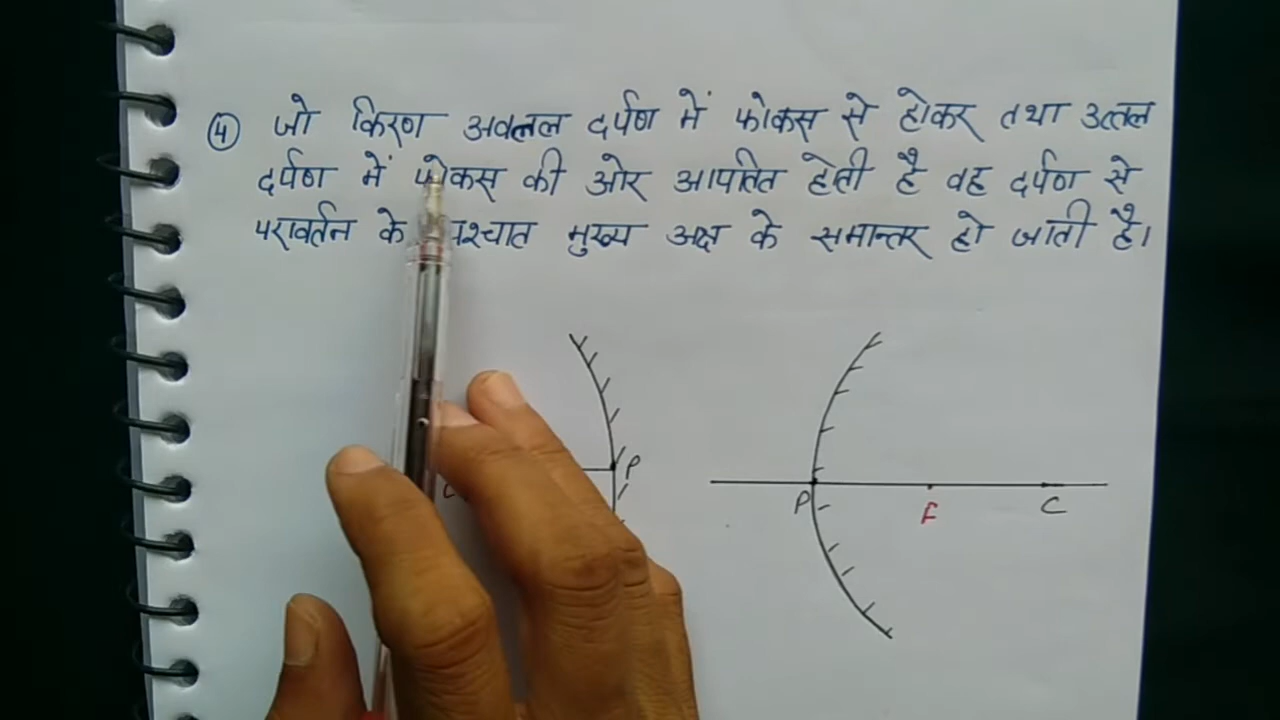 ④ जो किरण अवतल दर्पण में फोकस से होकर तथा उत्तल
दर्पण में फोकस की ओर आपतित होती है वह दर्पण से
परावर्तन के पश्चात मुख्य अक्ष के समान्तर हो जाती है।
C P
P F C